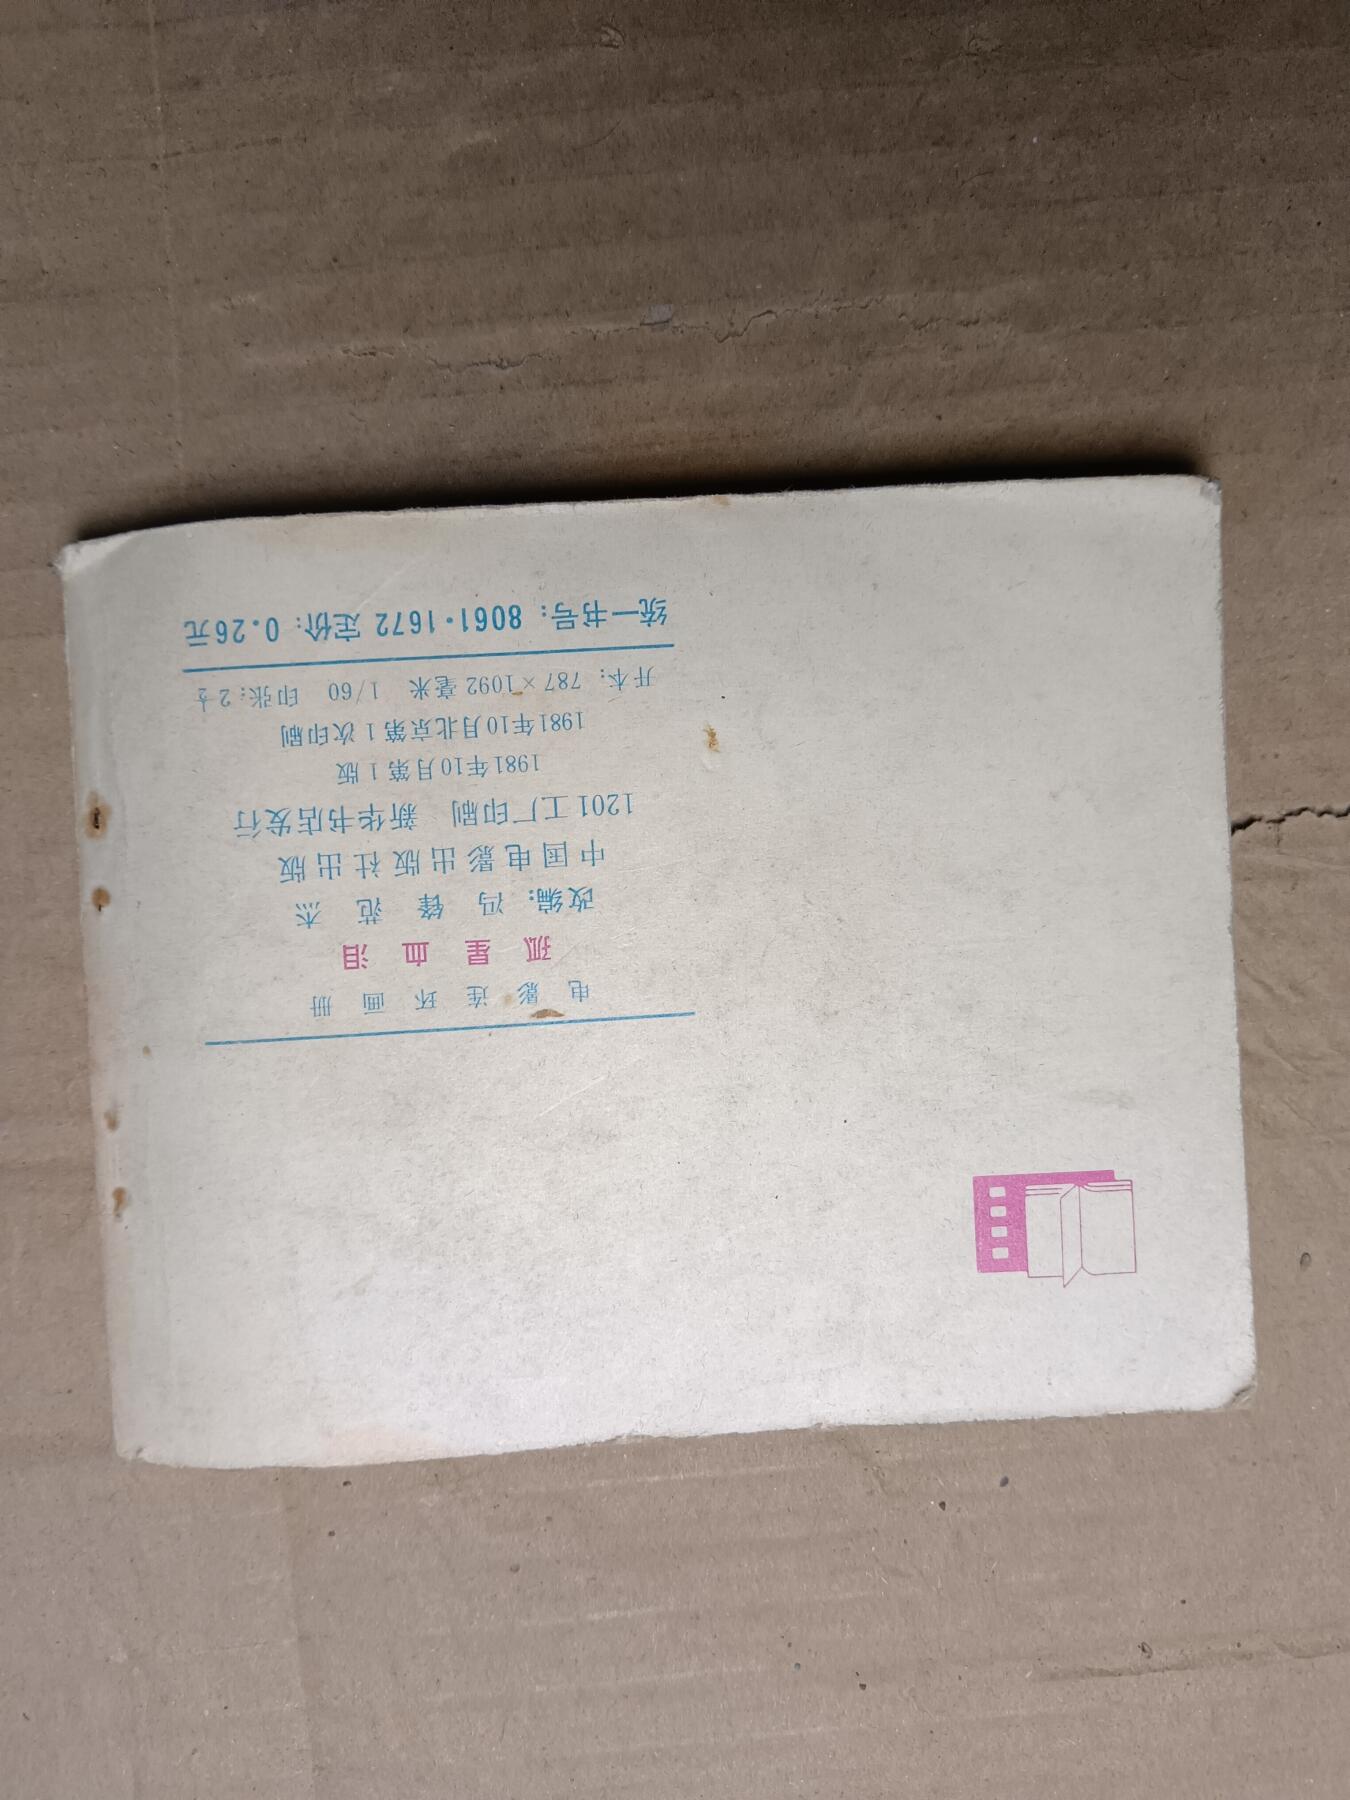 电影连环画册
孤星血泪
改编：冯锋 范杰
中国电影出版社出版
1201工厂印刷 新华书店发行
1981年10月第1版
1981年10月北京第1次印刷
开本：787×1092毫米 1/60 印张：2½
统一书号：8061·1672 定价：0.26元